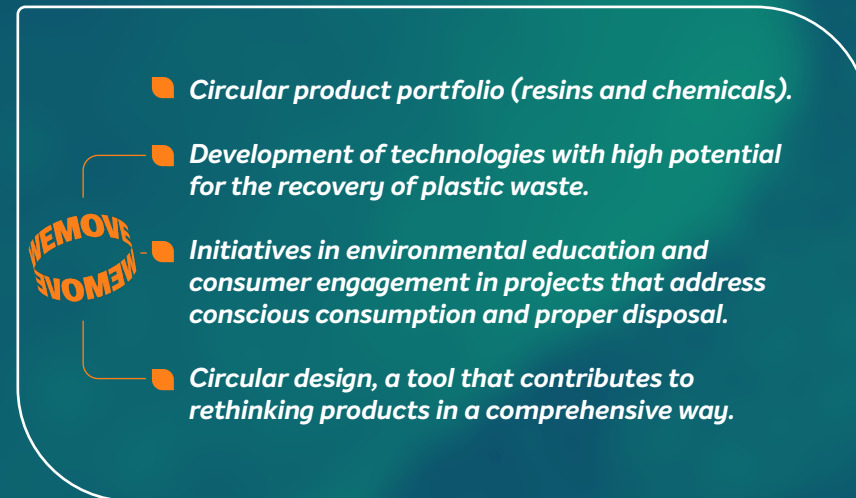 Circular product portfolio (resins and chemicals).
Development of technologies with high potential
for the recovery of plastic waste.
WEMOVE
WEMOVE
Initiatives in environmental education and
consumer engagement in projects that address
conscious consumption and proper disposal.
Circular design, a tool that contributes to
rethinking products in a comprehensive way.